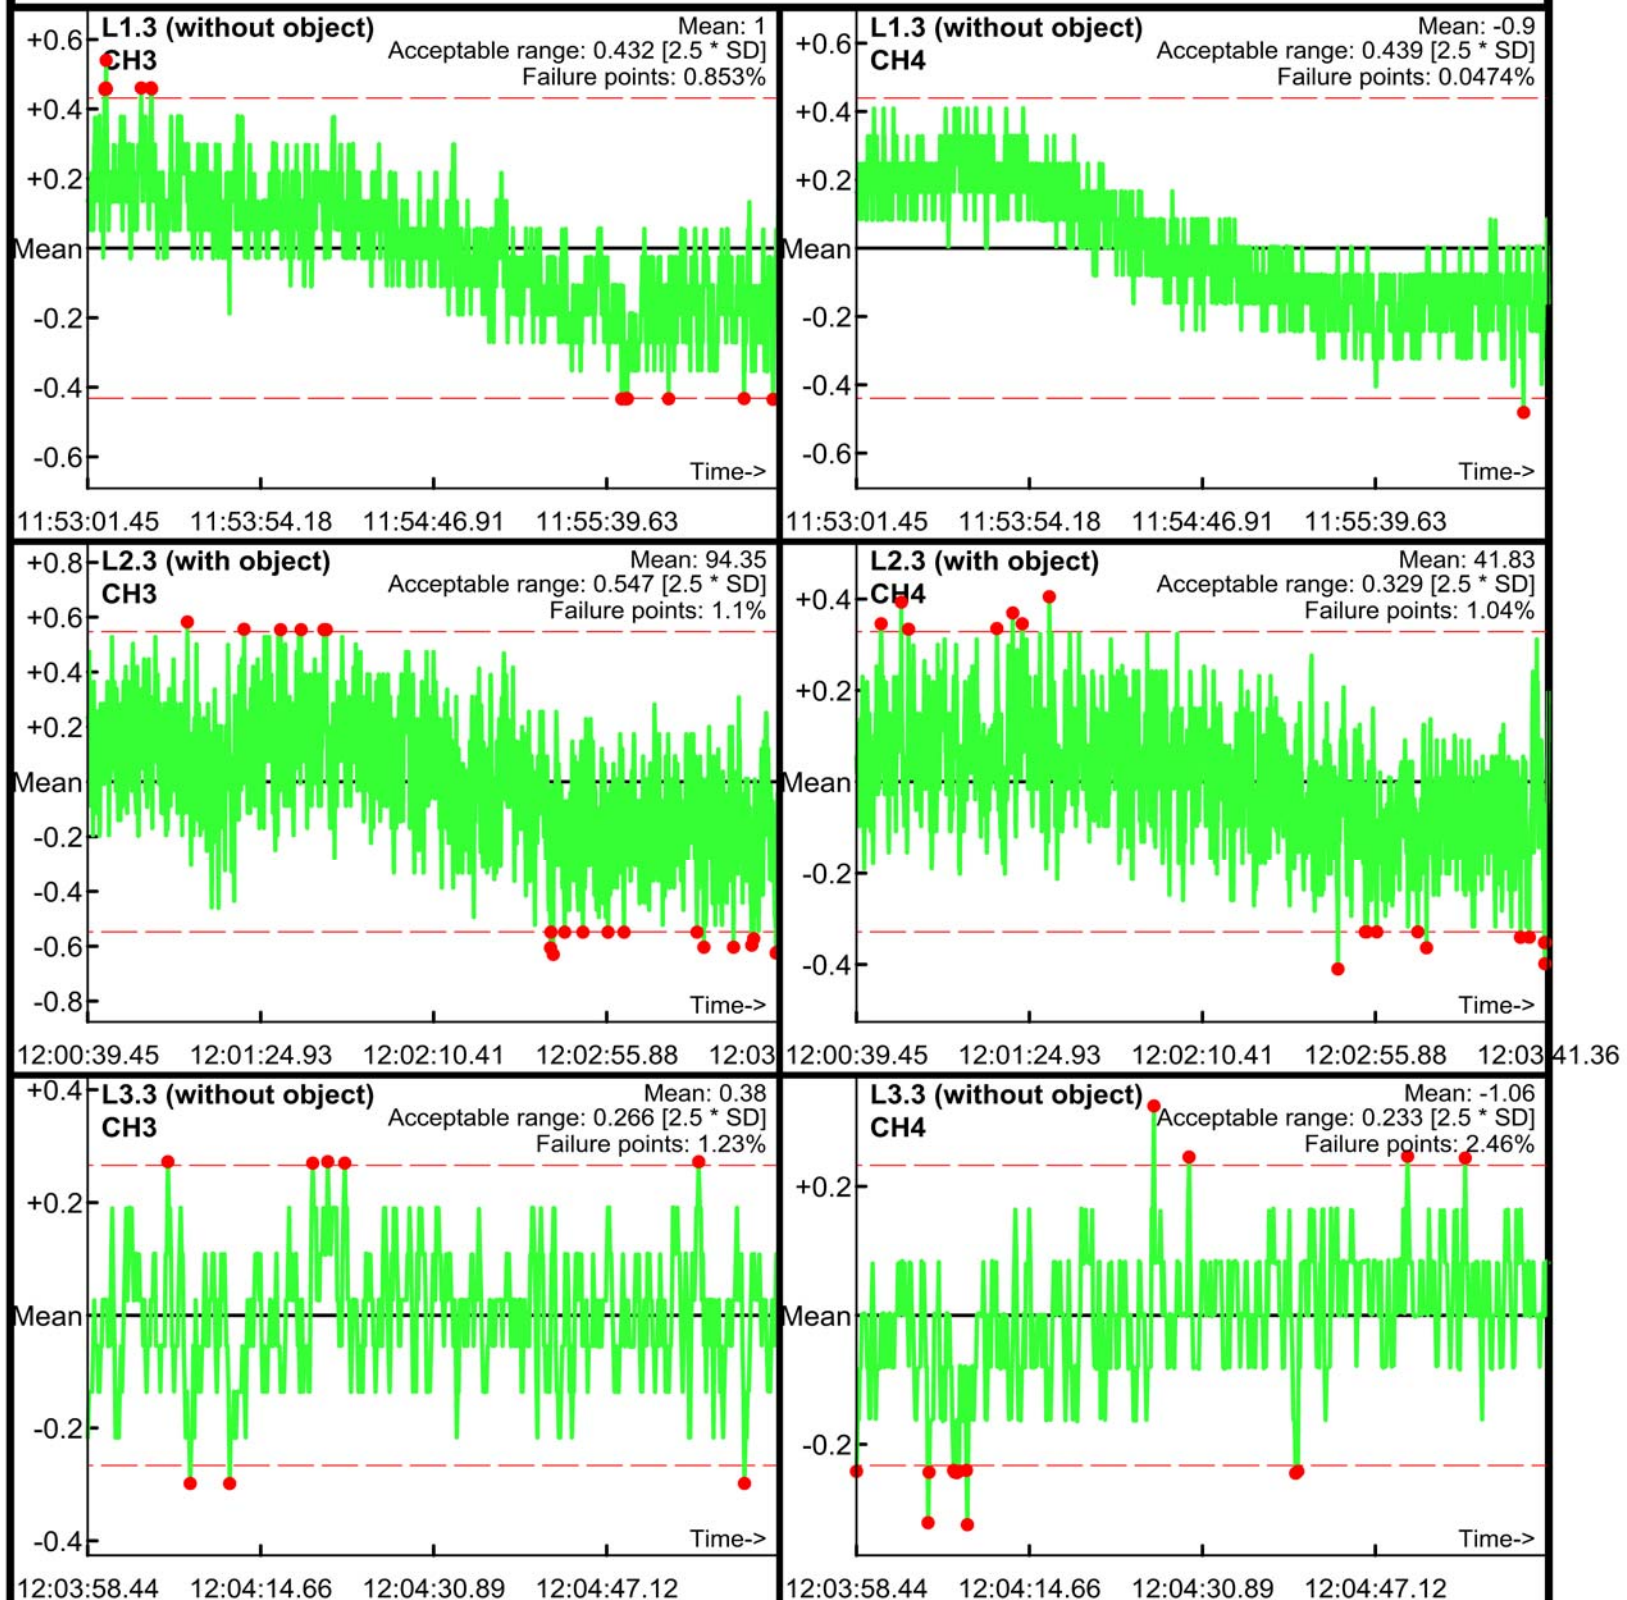 L1.3 (without object)
CH3
Mean: 1
Acceptable range: 0.432 [2.5 * SD]
Failure points: 0.853%
+0.6
+0.4
+0.2
Mean
-0.2
-0.4
-0.6
Time->
11:53:01.45 11:53:54.18 11:54:46.91 11:55:39.63
L1.3 (without object)
CH4
Mean: -0.9
Acceptable range: 0.439 [2.5 * SD]
Failure points: 0.0474%
+0.6
+0.4
+0.2
Mean
-0.2
-0.4
-0.6
Time->
11:53:01.45 11:53:54.18 11:54:46.91 11:55:39.63
L2.3 (with object)
CH3
Mean: 94.35
Acceptable range: 0.547 [2.5 * SD]
Failure points: 1.1%
+0.8
+0.6
+0.4
+0.2
Mean
-0.2
-0.4
-0.6
-0.8
Time->
12:00:39.45 12:01:24.93 12:02:10.41 12:02:55.88 12:03
L2.3 (with object)
CH4
Mean: 41.83
Acceptable range: 0.329 [2.5 * SD]
Failure points: 1.04%
+0.4
+0.2
Mean
-0.2
-0.4
Time->
12:00:39.45 12:01:24.93 12:02:10.41 12:02:55.88 12:03:41.36
L3.3 (without object)
CH3
Mean: 0.38
Acceptable range: 0.266 [2.5 * SD]
Failure points: 1.23%
+0.4
+0.2
Mean
-0.2
-0.4
Time->
12:03:58.44 12:04:14.66 12:04:30.89 12:04:47.12
L3.3 (without object)
CH4
Mean: -1.06
Acceptable range: 0.233 [2.5 * SD]
Failure points: 2.46%
+0.2
Mean
-0.2
Time->
12:03:58.44 12:04:14.66 12:04:30.89 12:04:47.12